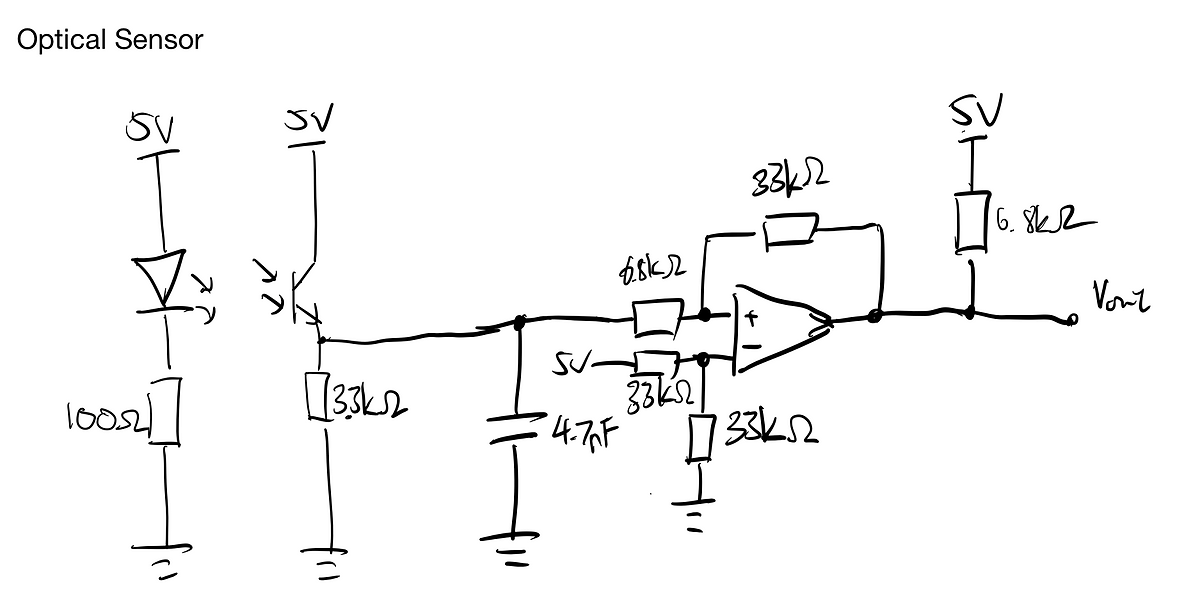 Optical Sensor
5V
5V
5V
33kΩ
6.8kΩ
6.8kΩ
Vout
+
5V
−
33kΩ
100Ω
3.3kΩ
4.7nF
33kΩ